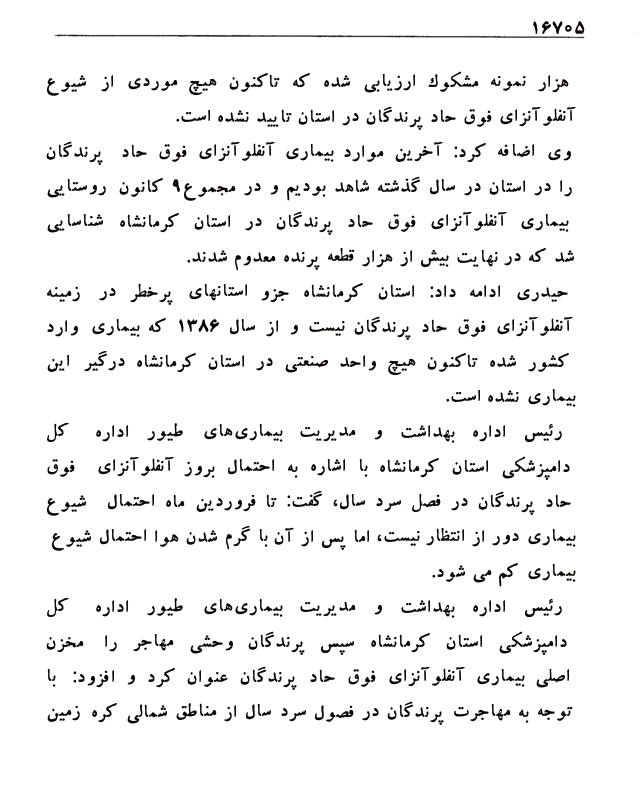 ۱۶۷۰۵
هزار نمونه مشکوك ارزیابی شده که تاکنون هیچ موردی از شیوع
آنفلوآنزای فوق حاد پرندگان در استان تایید نشده است.
وی اضافه کرد: آخرین موارد بیماری آنفلوآنزای فوق حاد پرندگان
را در استان در سال گذشته شاهد بودیم و در مجموع۹ کانون روستایی
بیماری آنفلوآنزای فوق حاد پرندگان در استان کرمانشاه شناسایی
شد که در نهایت بیش از هزار قطعه پرنده معدوم شدند.
حیدری ادامه داد: استان کرمانشاه جزو استانهای پرخطر در زمینه
آنفلوآنزای فوق حاد پرندگان نیست و از سال ۱۳۸۶ که بیماری وارد
کشور شده تاکنون هیچ واحد صنعتی در استان کرمانشاه درگیر این
بیماری نشده است.
رئیس اداره بهداشت و مدیریت بیماری‌های طیور اداره کل
دامپزشکی استان کرمانشاه با اشاره به احتمال بروز آنفلوآنزای فوق
حاد پرندگان در فصل سرد سال، گفت: تا فروردین ماه احتمال شیوع
بیماری دور از انتظار نیست، اما پس از آن با گرم شدن هوا احتمال شیوع
بیماری کم می شود.
رئیس اداره بهداشت و مدیریت بیماری‌های طیور اداره کل
دامپزشکی استان کرمانشاه سپس پرندگان وحشی مهاجر را مخزن
اصلی بیماری آنفلوآنزای فوق حاد پرندگان عنوان کرد و افزود: با
توجه به مهاجرت پرندگان در فصول سرد سال از مناطق شمالی کره زمین